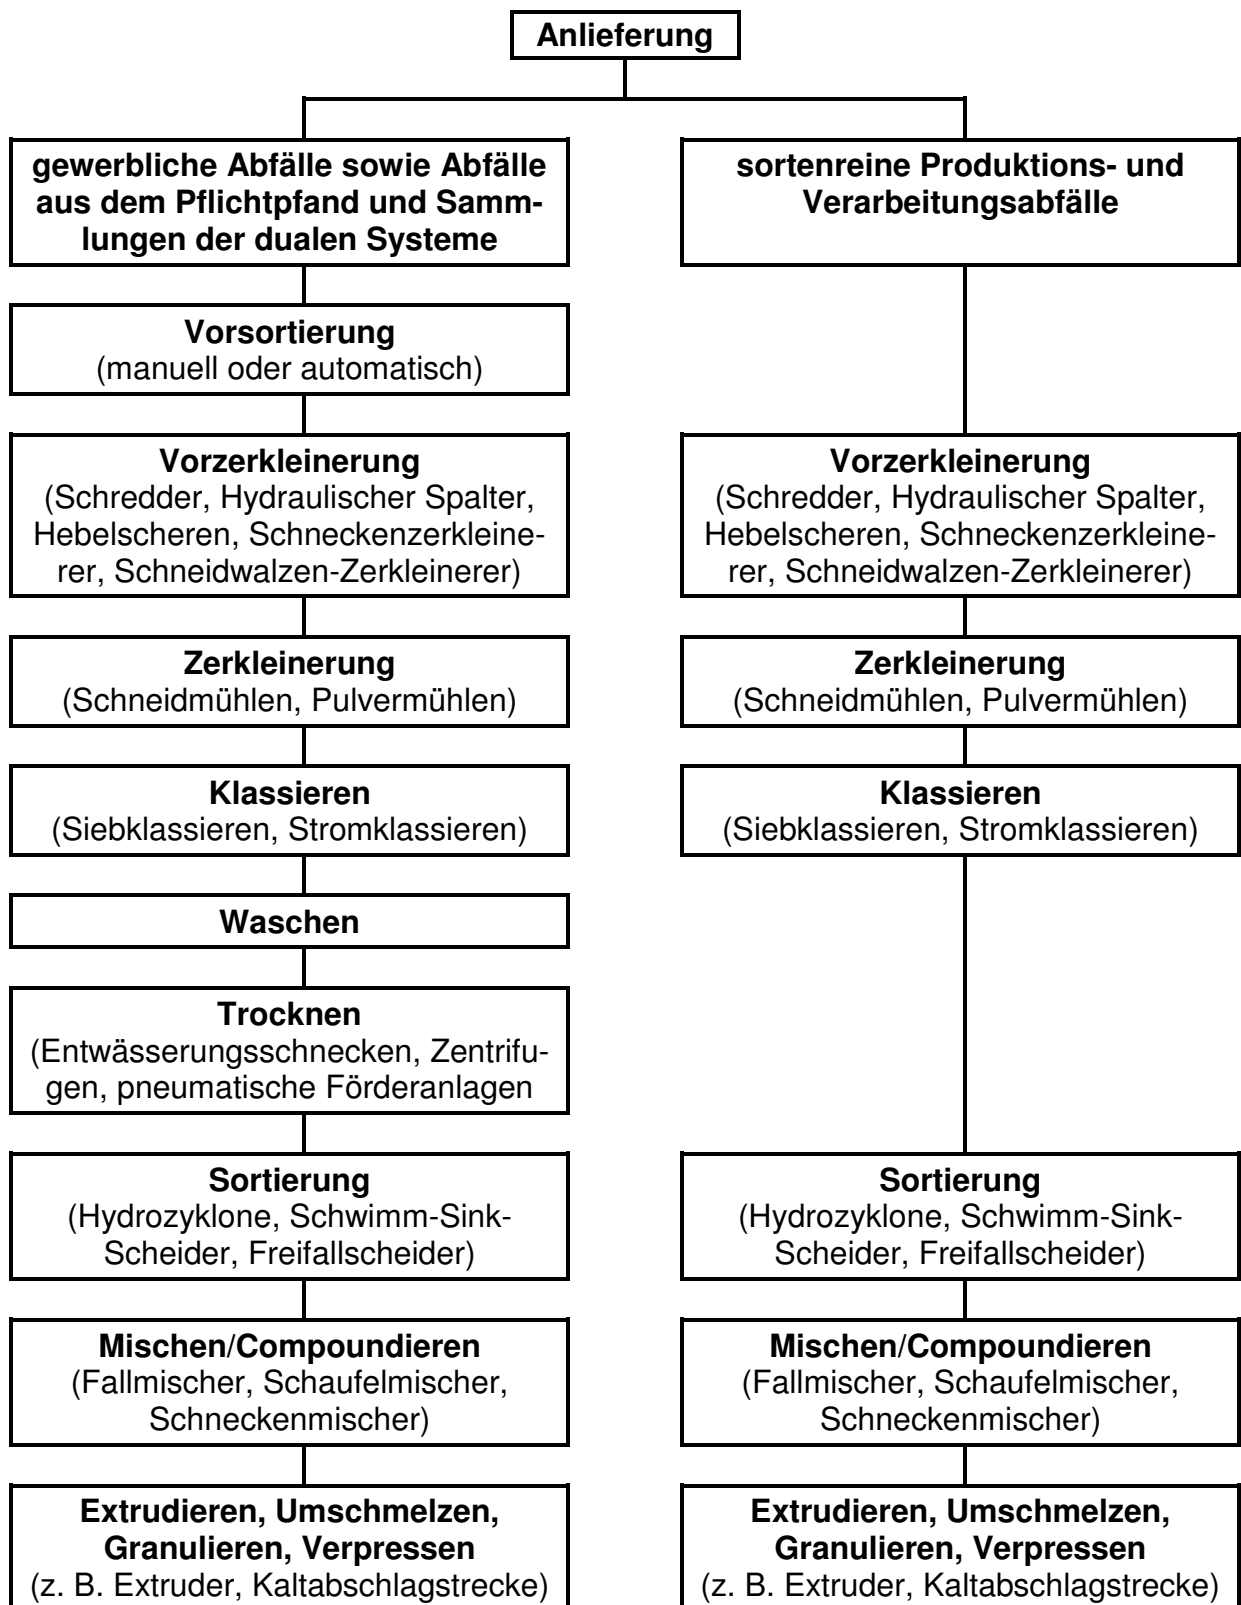 Anlieferung
gewerbliche Abfälle sowie Abfälle
aus dem Pflichtpfand und Samm-
lungen der dualen Systeme
sortenreine Produktions- und
Verarbeitungsabfälle
Vorsortierung
(manuell oder automatisch)
Vorzerkleinerung
(Schredder, Hydraulischer Spalter,
Hebelscheren, Schneckenzerkleine-
rer, Schneidwalzen-Zerkleinerer)
Vorzerkleinerung
(Schredder, Hydraulischer Spalter,
Hebelscheren, Schneckenzerkleine-
rer, Schneidwalzen-Zerkleinerer)
Zerkleinerung
(Schneidmühlen, Pulvermühlen)
Zerkleinerung
(Schneidmühlen, Pulvermühlen)
Klassieren
(Siebklassieren, Stromklassieren)
Klassieren
(Siebklassieren, Stromklassieren)
Waschen
Trocknen
(Entwässerungsschnecken, Zentrifu-
gen, pneumatische Förderanlagen
Sortierung
(Hydrozyklone, Schwimm-Sink-
Scheider, Freifallscheider)
Sortierung
(Hydrozyklone, Schwimm-Sink-
Scheider, Freifallscheider)
Mischen/Compoundieren
(Fallmischer, Schaufelmischer,
Schneckenmischer)
Mischen/Compoundieren
(Fallmischer, Schaufelmischer,
Schneckenmischer)
Extrudieren, Umschmelzen,
Granulieren, Verpressen
(z. B. Extruder, Kaltabschlagstrecke)
Extrudieren, Umschmelzen,
Granulieren, Verpressen
(z. B. Extruder, Kaltabschlagstrecke)